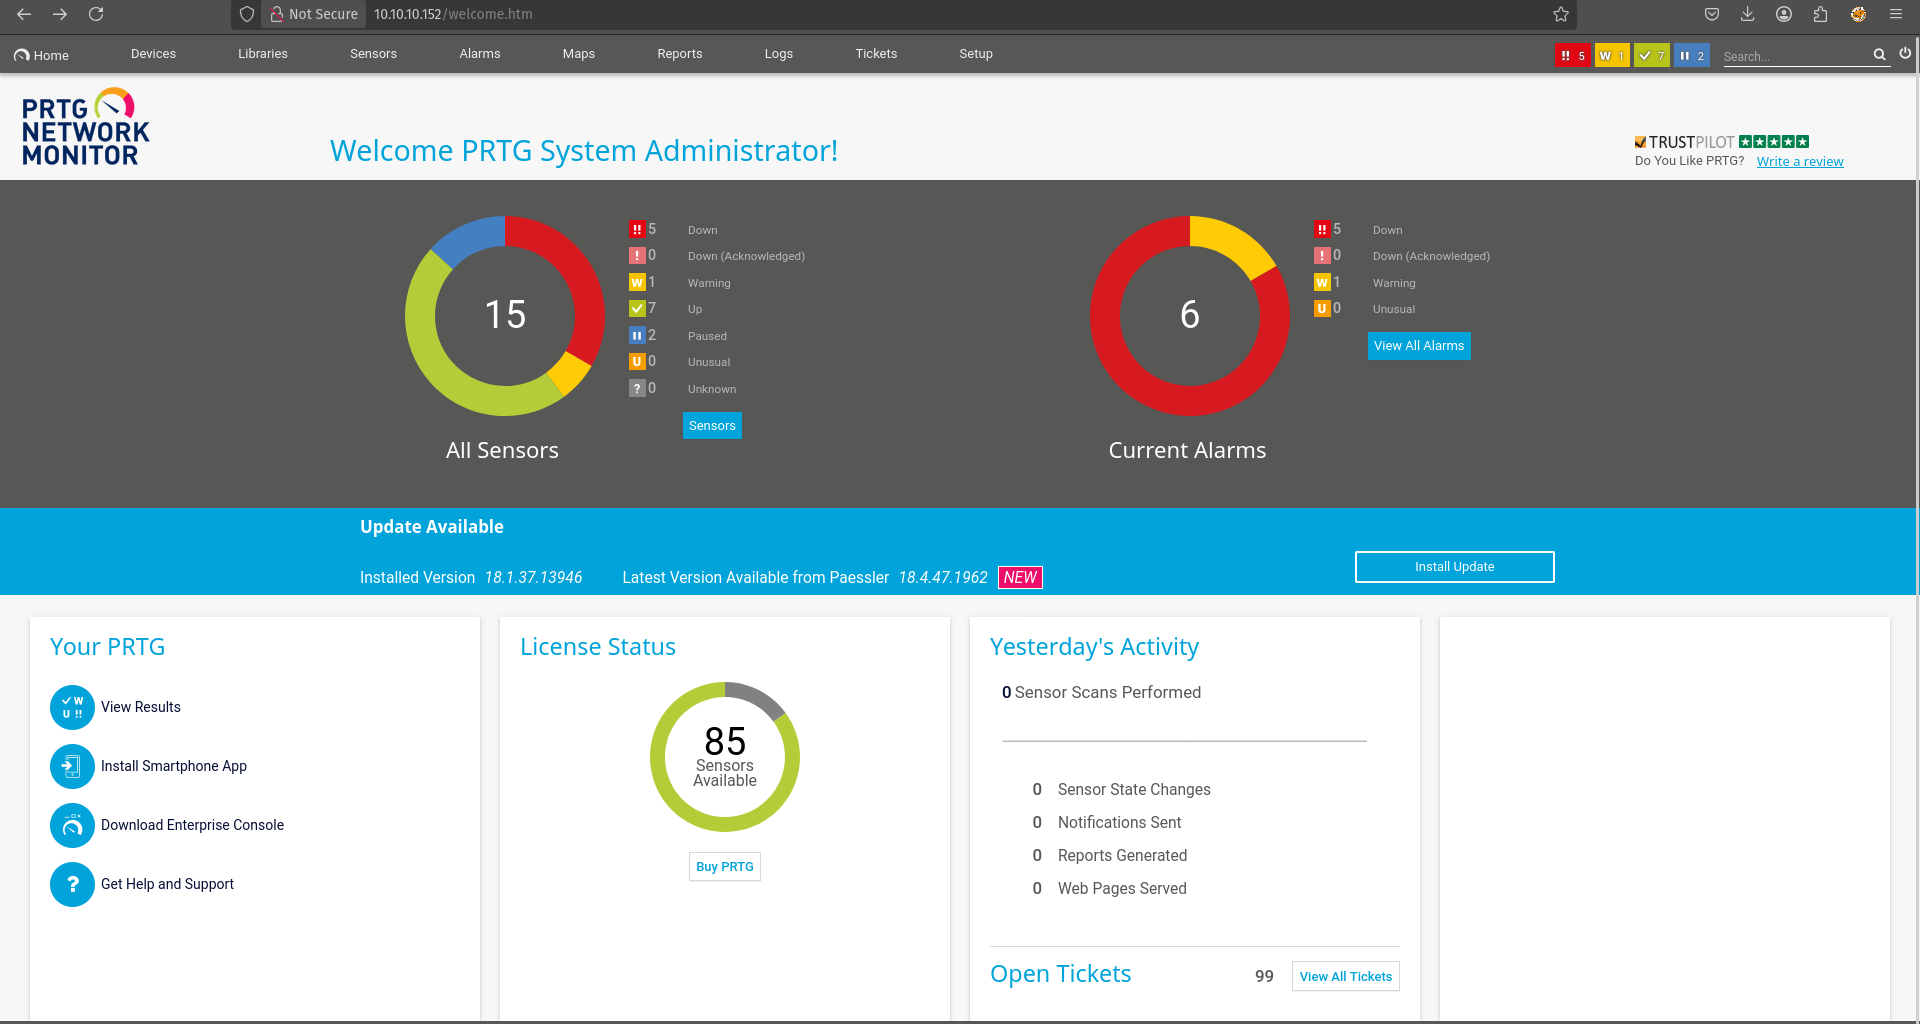 Not Secure 10.10.10.152/welcome.htm
Home Devices Libraries Sensors Alarms Maps Reports Logs Tickets Setup !! 5 W 1 7 2 Search...
PRTG
NETWORK
MONITOR
Welcome PRTG System Administrator!
TRUSTPILOT
Do You Like PRTG? Write a review
15
!! 5 Down
! 0 Down (Acknowledged)
W 1 Warning
7 Up
2 Paused
U 0 Unusual
? 0 Unknown
Sensors
All Sensors
6
!! 5 Down
! 0 Down (Acknowledged)
W 1 Warning
U 0 Unusual
View All Alarms
Current Alarms
Update Available
Installed Version 18.1.37.13946 Latest Version Available from Paessler 18.4.47.1962 NEW
Install Update
Your PRTG
W
U !!
View Results
Install Smartphone App
Download Enterprise Console
? Get Help and Support
License Status
85
Sensors
Available
Buy PRTG
Yesterday's Activity
0 Sensor Scans Performed
0 Sensor State Changes
0 Notifications Sent
0 Reports Generated
0 Web Pages Served
Open Tickets 99 View All Tickets